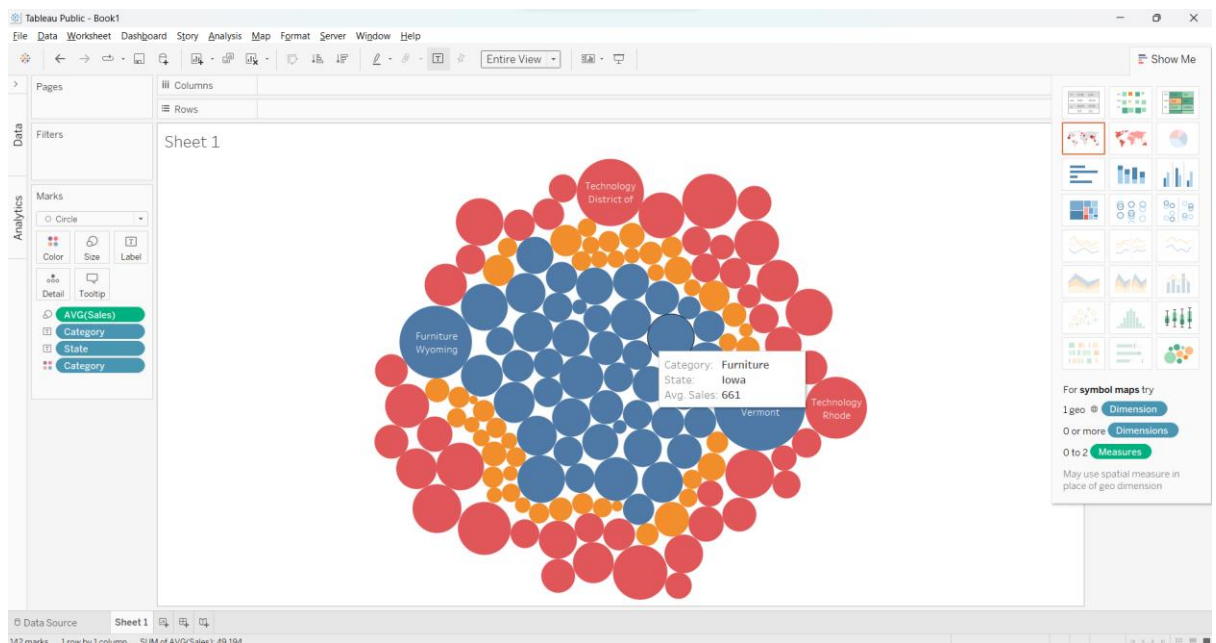 Tableau Public - Book1
File Data Worksheet Dashboard Story Analysis Map Format Server Window Help
Entire View
Show Me
Pages
Columns
Rows
Data
Filters
Sheet 1
Analytics
Marks
Circle
Color Size Label
Detail Tooltip
AVG(Sales)
Category
State
Category
Technology
District of
Furniture
Wyoming
Category: Furniture
State: Iowa
Avg. Sales: 661
Vermont
Technology
Rhode
For symbol maps try
1 geo Dimension
0 or more Dimensions
0 to 2 Measures
May use spatial measure in
place of geo dimension
Data Source Sheet 1
142 marks 1 row by 1 column SUM of AVG(Sales): 49,194